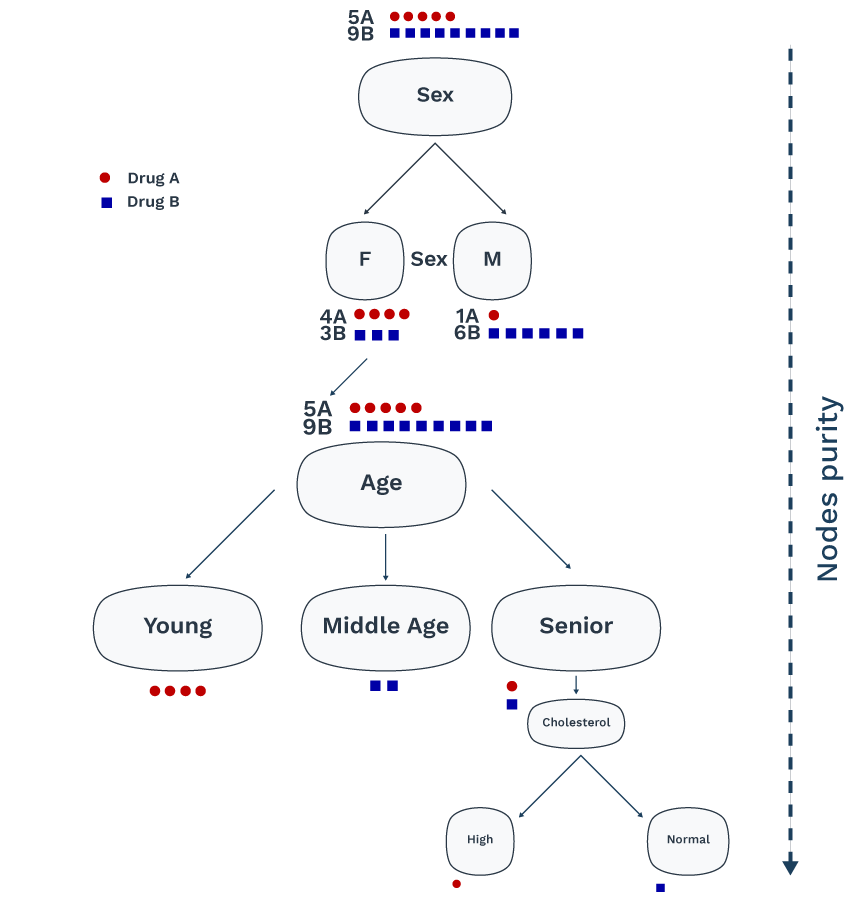 5A
9B
Sex
Drug A
Drug B
F
Sex
M
4A
3B
1A
6B
5A
9B
Age
Nodes purity
Young
Middle Age
Senior
Cholesterol
High
Normal